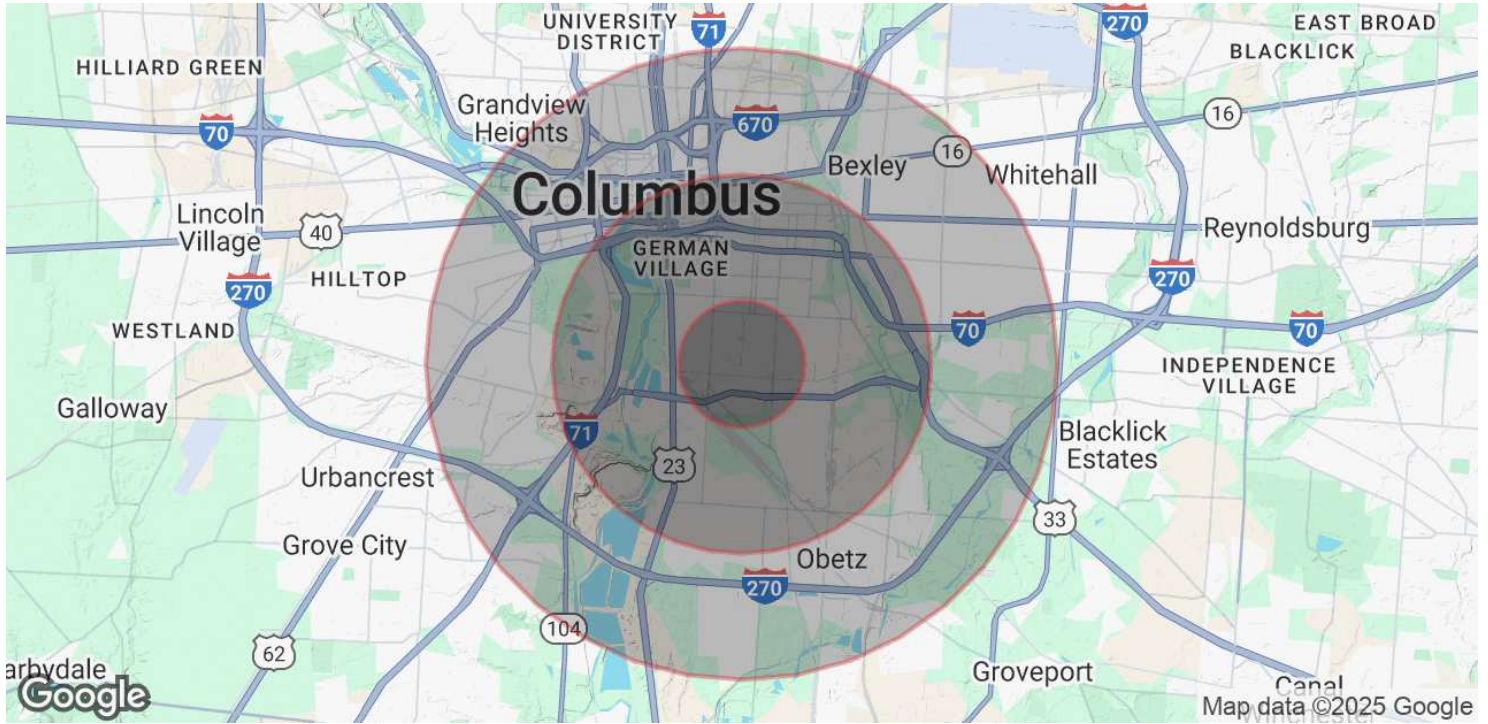 UNIVERSITY
DISTRICT
71
270
EAST BROAD
BLACKLICK
HILLIARD GREEN
Grandview
Heights
70
670
16
16
Bexley
Whitehall
Columbus
Lincoln
Village
40
Reynoldsburg
GERMAN
VILLAGE
HILLTOP
270
270
WESTLAND
70
70
INDEPENDENCE
VILLAGE
Galloway
71
Blacklick
Estates
23
Urbancrest
33
Grove City
Obetz
270
104
62
arbydale
Groveport
Canal
Google
Map data ©2025 Google